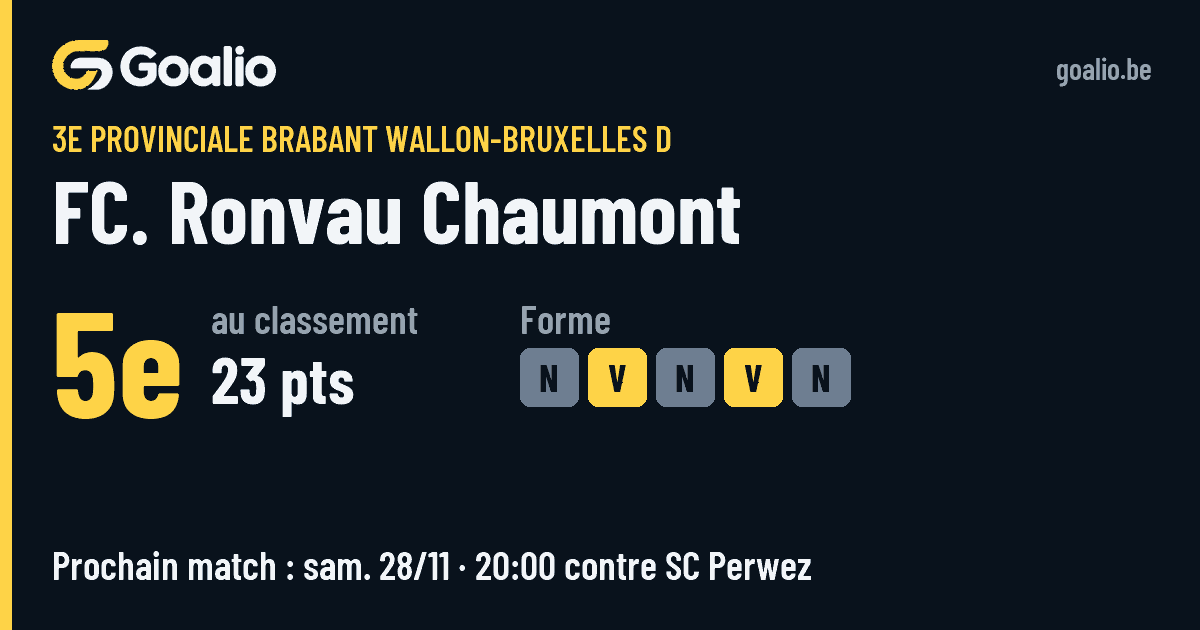 Goalio
goalio.be
3E PROVINCIALE BRABANT WALLON-BRUXELLES D
FC. Ronvau Chaumont
5e
au classement
23 pts
Forme
N V N V N
Prochain match : sam. 28/11 · 20:00 contre SC Perwez